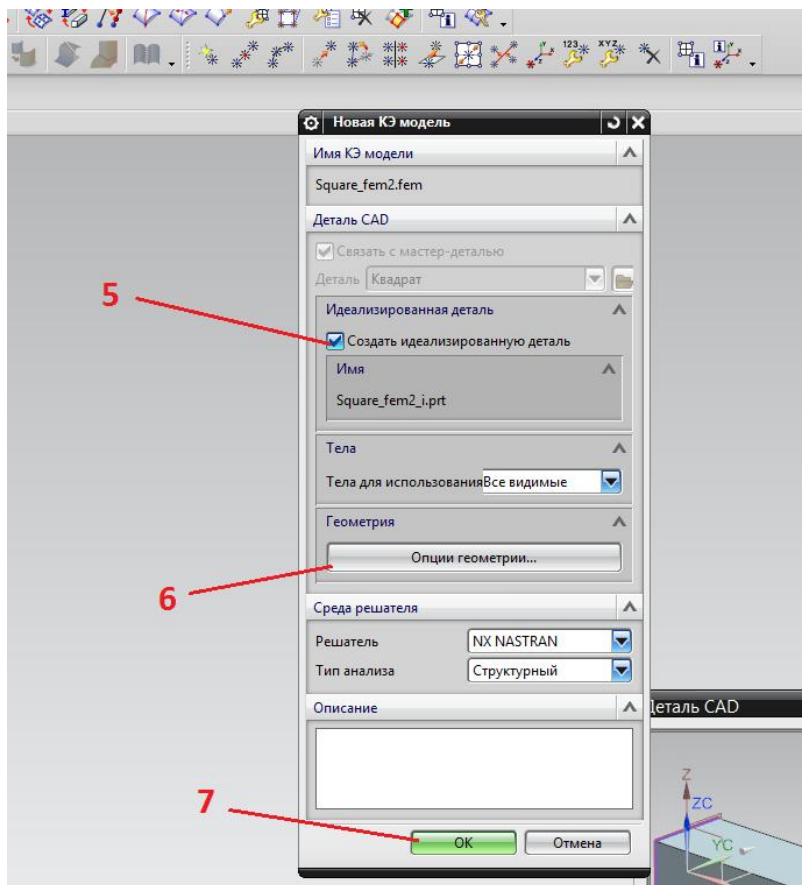 123
XYZ
Новая КЭ модель
Имя КЭ модели
Square_fem2.fem
Деталь CAD
Связать с мастер-деталью
Деталь Квадрат
5
Идеализированная деталь
Создать идеализированную деталь
Имя
Square_fem2_i.prt
Тела
Тела для использованияВсе видимые
Геометрия
Опции геометрии...
6
Среда решателя
Решатель NX NASTRAN
Тип анализа Структурный
Описание
Деталь CAD
Z
ZC
7
YC
OK Отмена